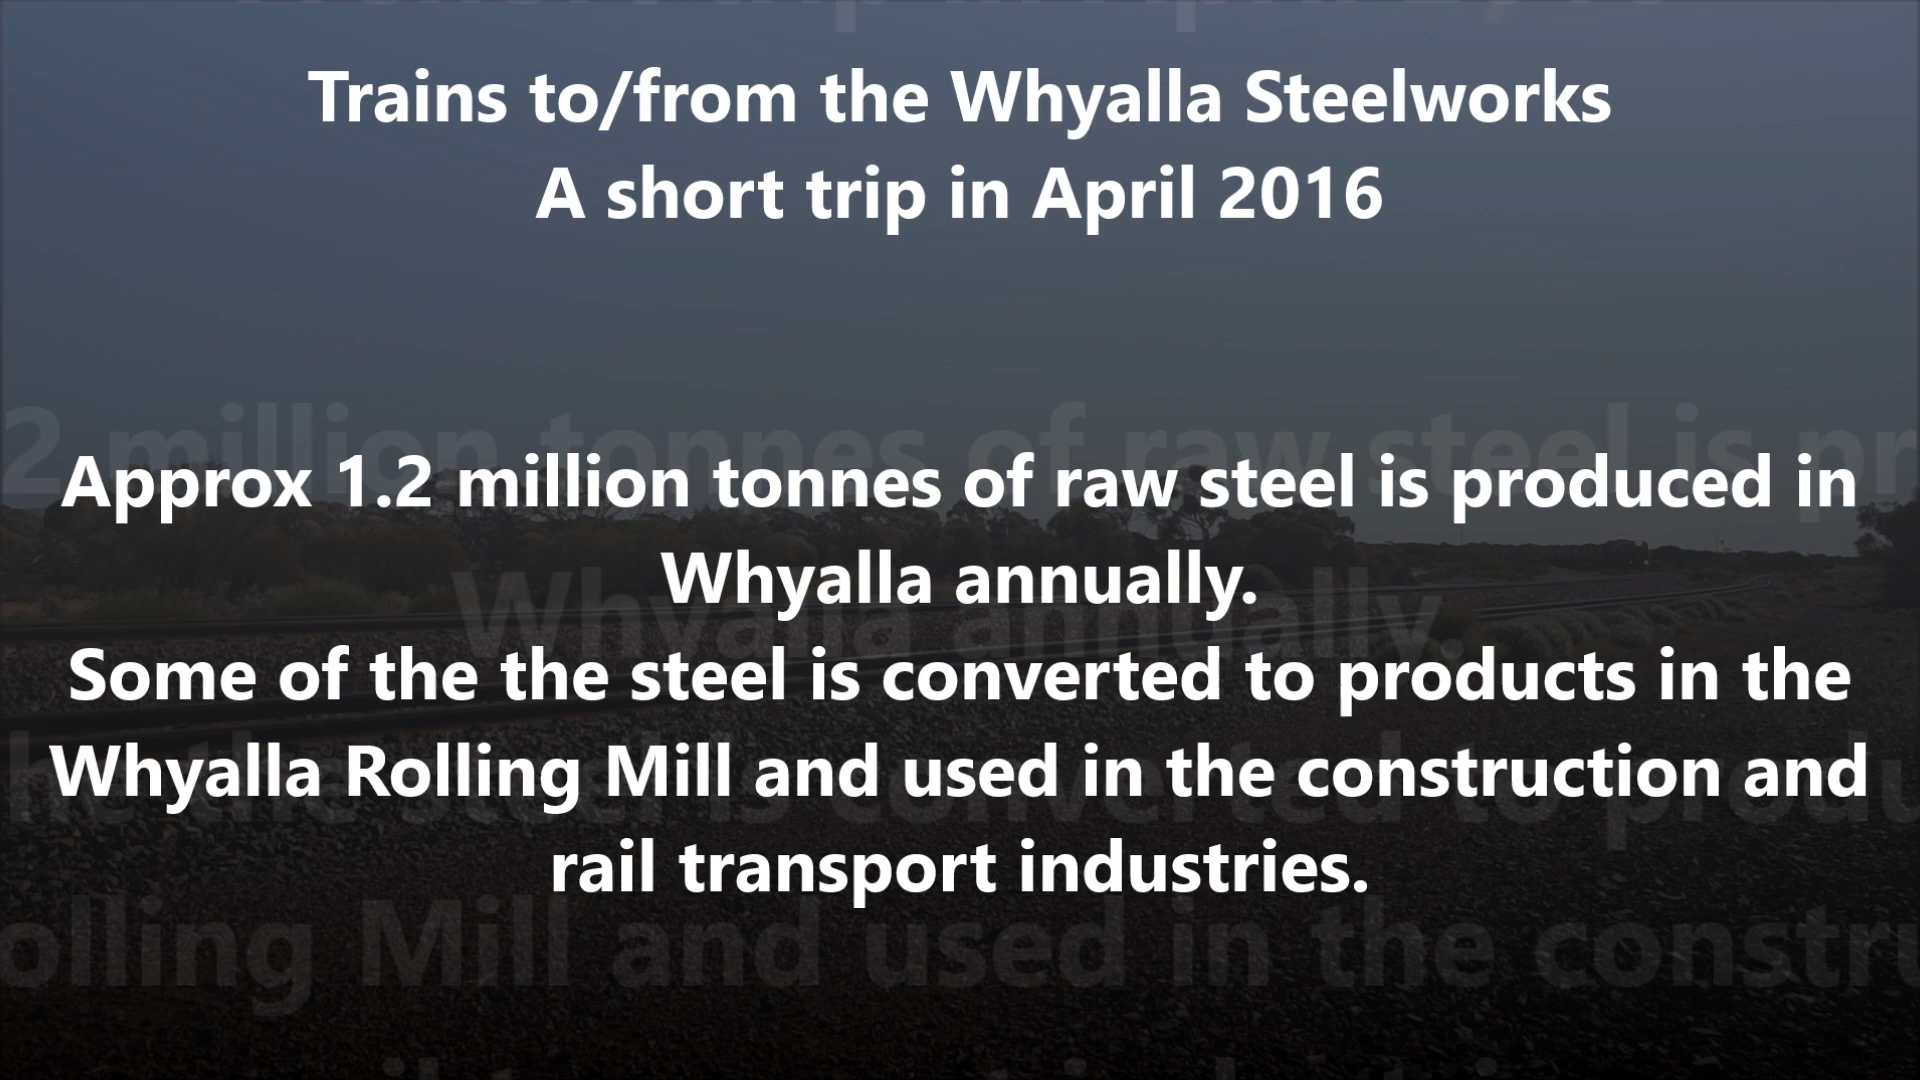 Trains to/from the Whyalla Steelworks
A short trip in April 2016
Approx 1.2 million tonnes of raw steel is produced in
Whyalla annually.
Some of the the steel is converted to products in the
Whyalla Rolling Mill and used in the construction and
rail transport industries.